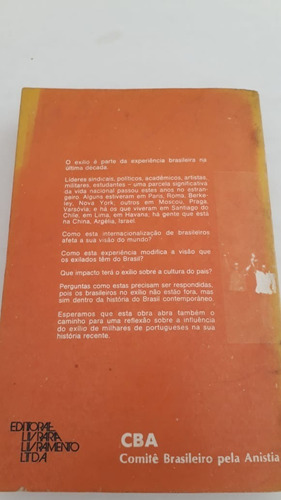 O exílio é parte da experiência brasileira na
última década.
Líderes sindicais, políticos, acadêmicos, artistas,
militares, estudantes — uma parcela significativa
da vida nacional passou estes anos no estran-
geiro. Alguns estiveram em Paris, Roma, Berke-
ley, Nova York; outros em Moscou, Praga,
Varsóvia; e há os que viveram em Santiago do
Chile, em Lima, em Havana; há gente que está
na China, Argélia, Israel.
Como esta internacionalização de brasileiros
afeta a sua visão do mundo?
Como esta experiência modifica a visão que
os exilados têm do Brasil?
Que impacto terá o exílio sobre a cultura do país?
Perguntas como estas precisam ser respondidas,
pois os brasileiros no exílio não estão fora, mas
sim dentro da história do Brasil contemporâneo.
Esperamos que esta obra abra também o
caminho para uma reflexão sobre a influência
do exílio de milhares de portugueses na sua
história recente.
EDITORA E
LIVRARIA
LIVRAMENTO
LTDA
CBA
Comitê Brasileiro pela Anistia